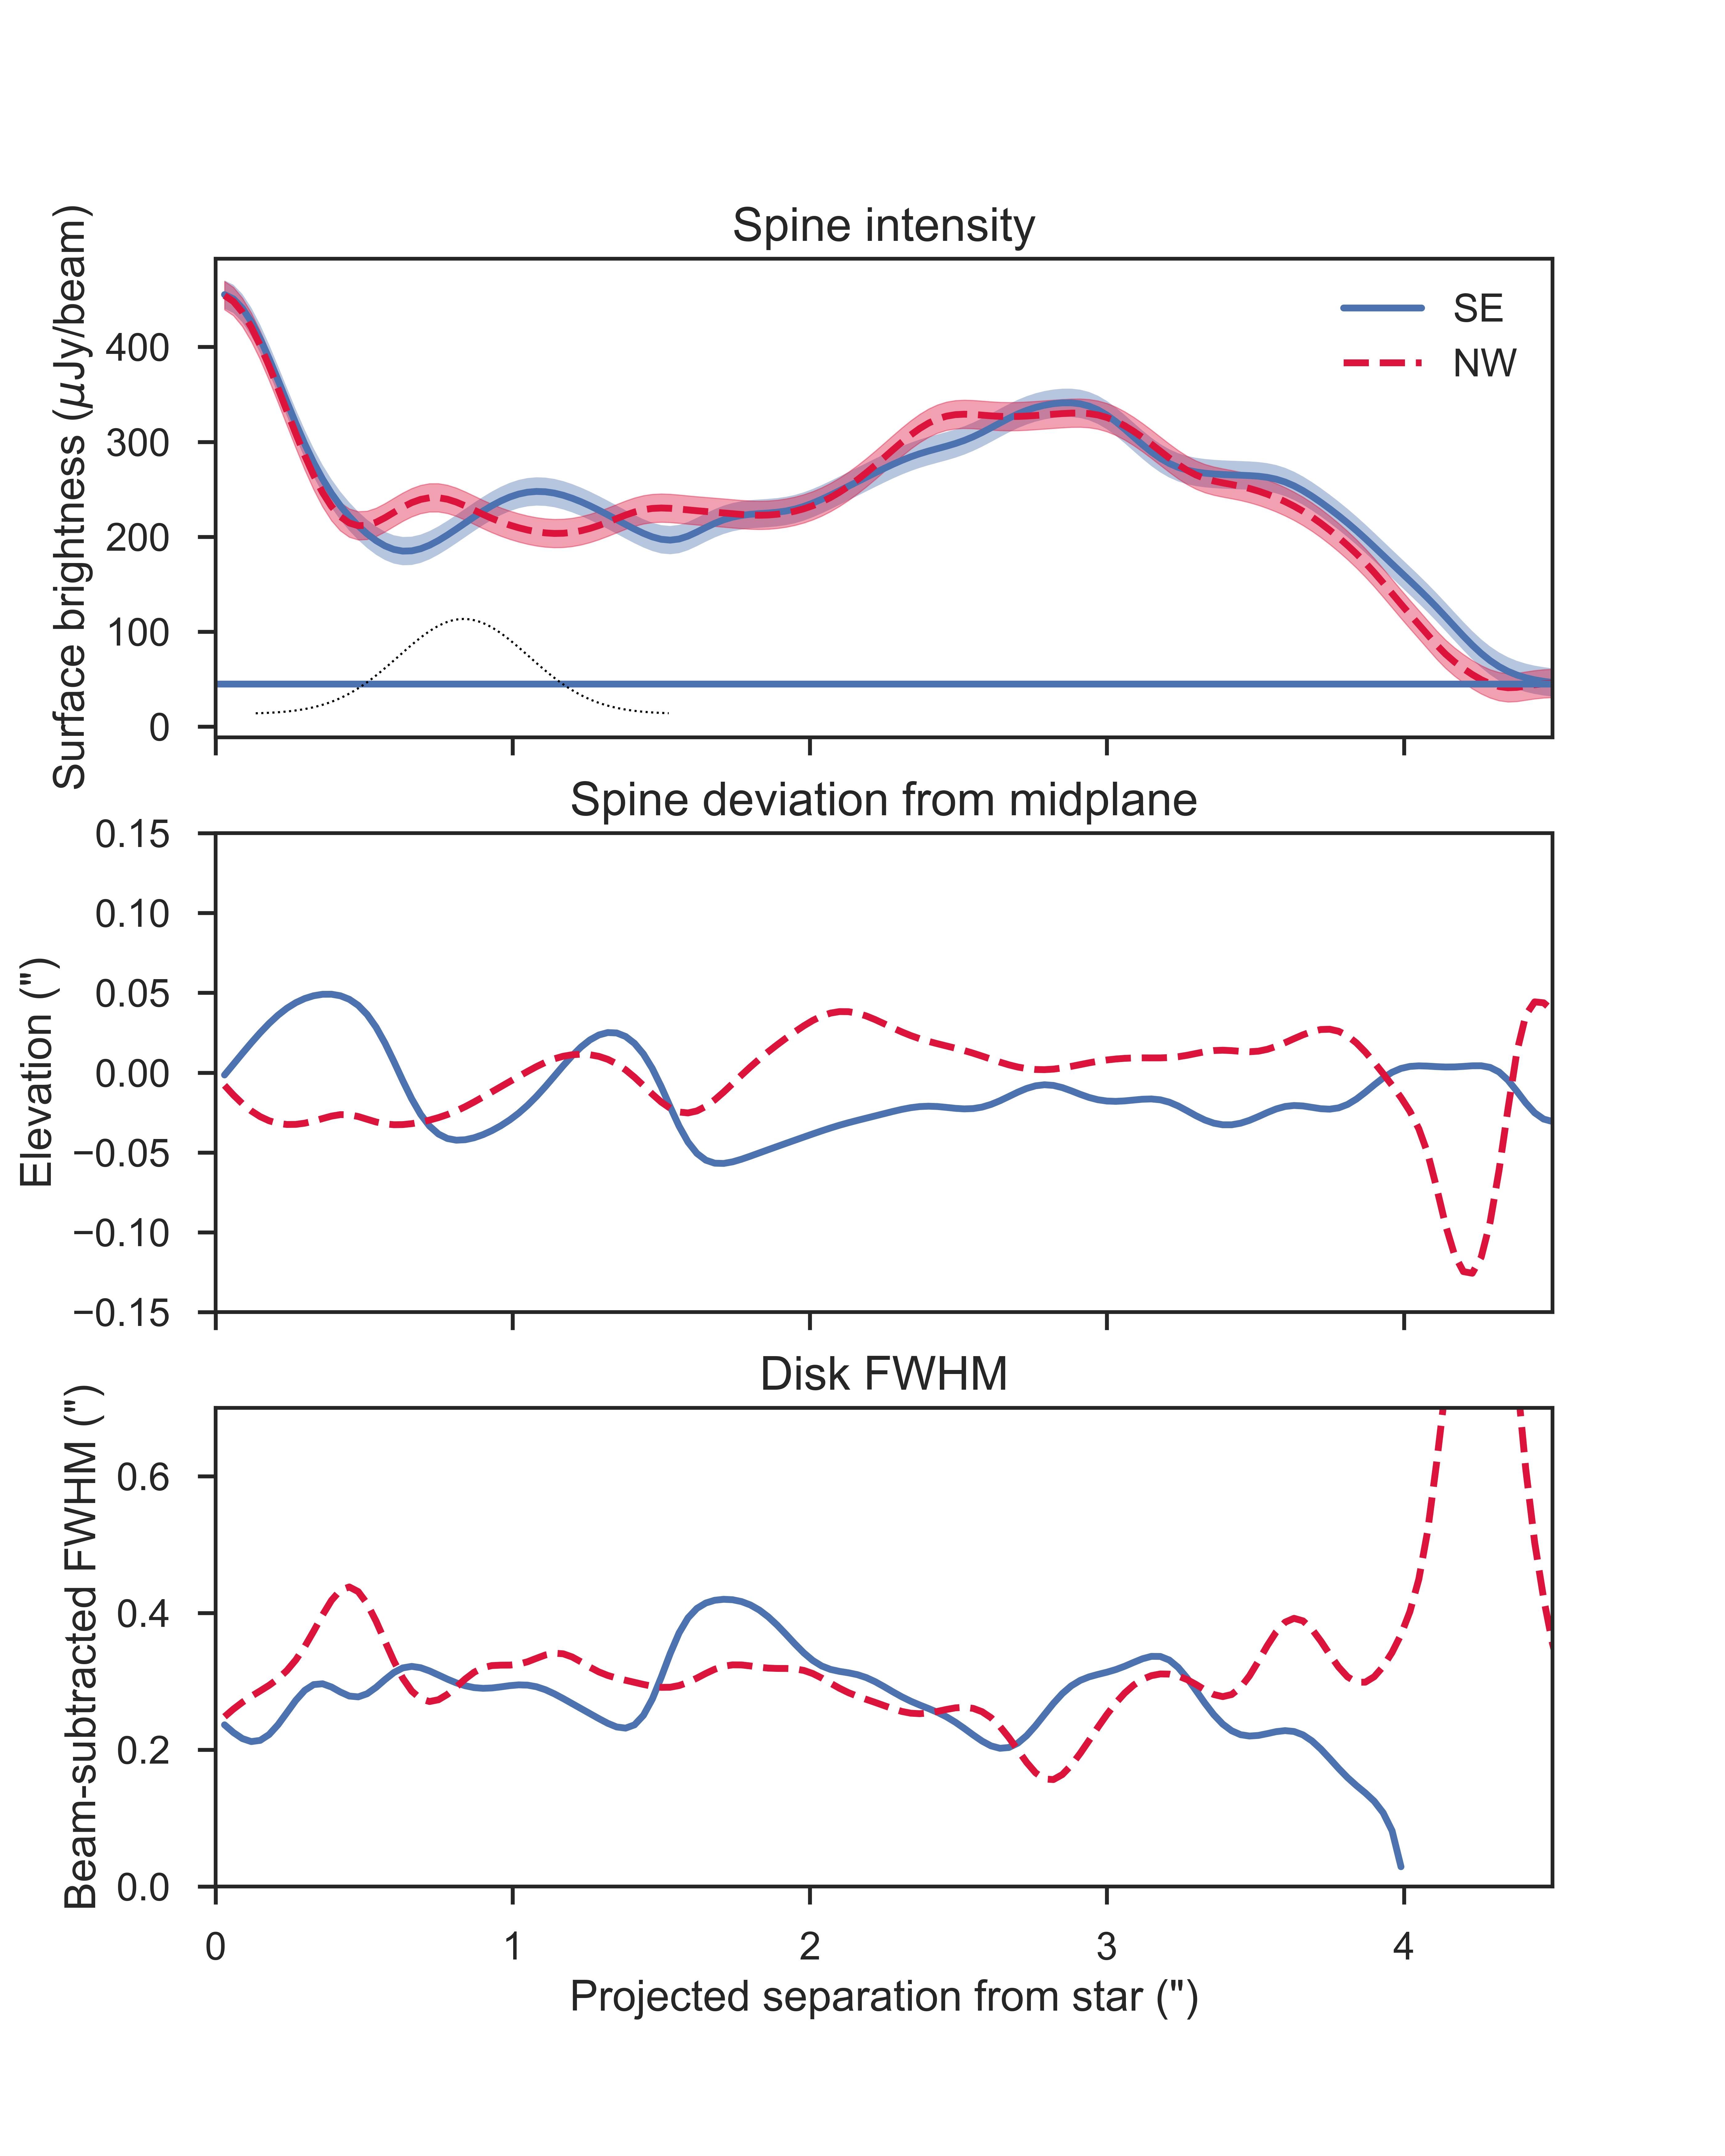 Spine intensity
Surface brightness (μJy/beam)
400
300
200
100
0
SE
NW
Spine deviation from midplane
Elevation (")
0.15
0.10
0.05
0.00
−0.05
−0.10
−0.15
Disk FWHM
Beam-subtracted FWHM (")
0.6
0.4
0.2
0.0
0 1 2 3 4
Projected separation from star (")